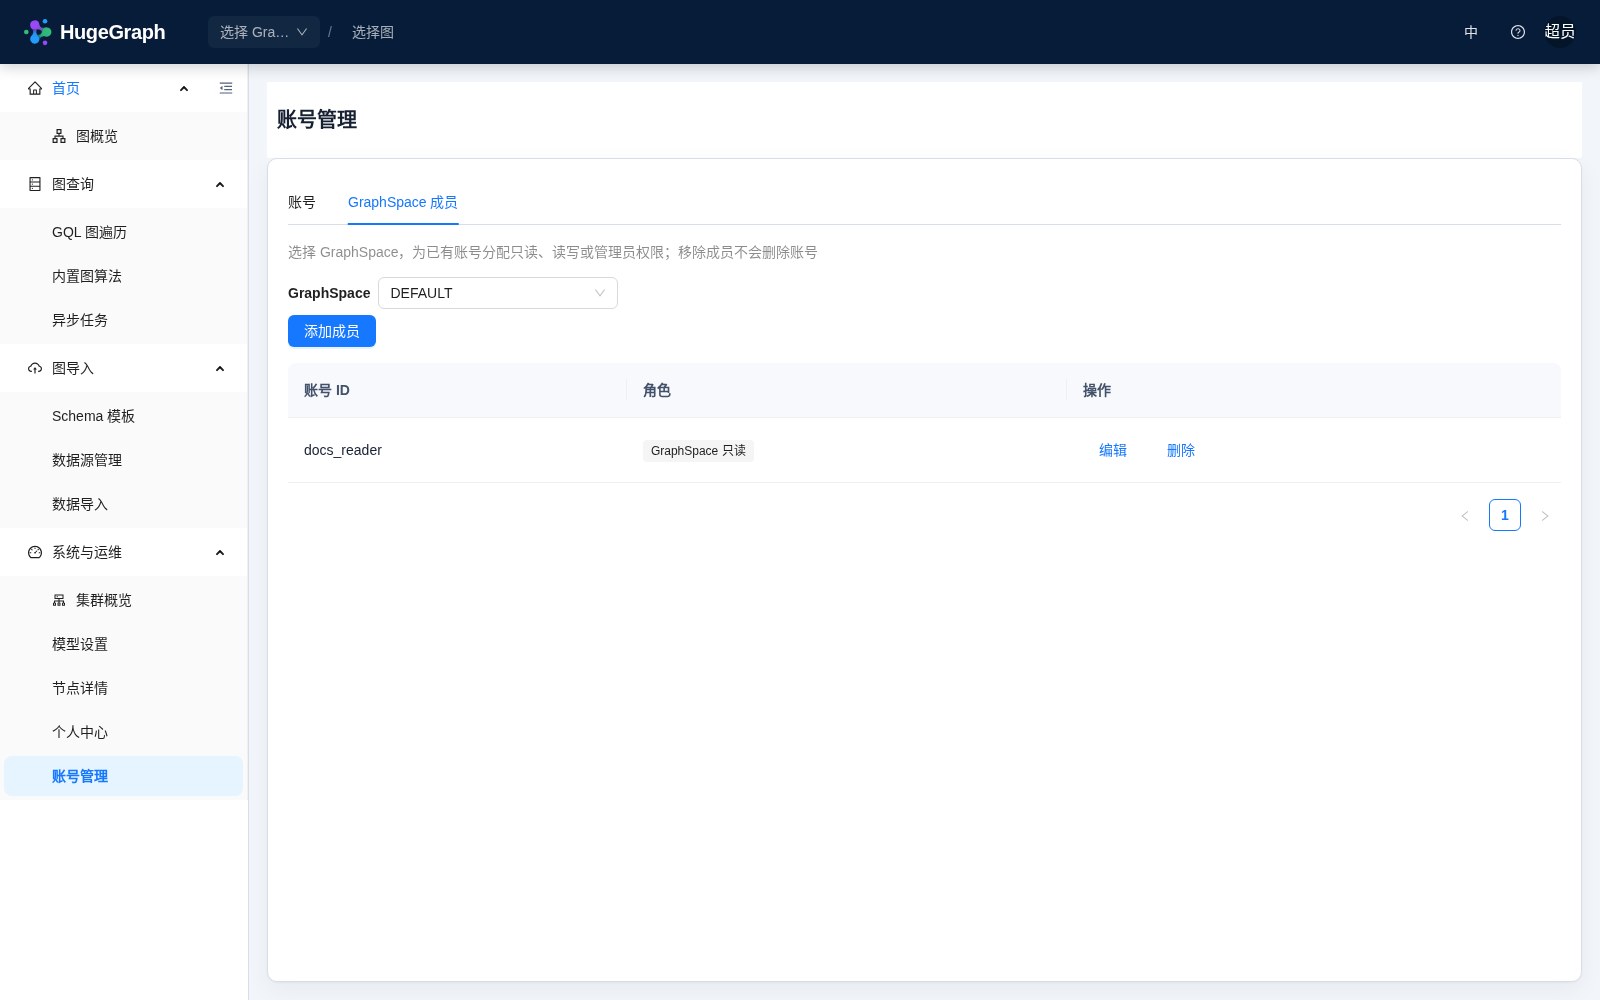 HugeGraph
选择 Gra...
/
选择图
中
超员
首页
图概览
图查询
GQL 图遍历
内置图算法
异步任务
图导入
Schema 模板
数据源管理
数据导入
系统与运维
集群概览
模型设置
节点详情
个人中心
账号管理
账号管理
账号 GraphSpace 成员
选择 GraphSpace，为已有账号分配只读、读写或管理员权限；移除成员不会删除账号
GraphSpace DEFAULT
添加成员
账号 ID 角色 操作
docs_reader GraphSpace 只读 编辑 删除
1